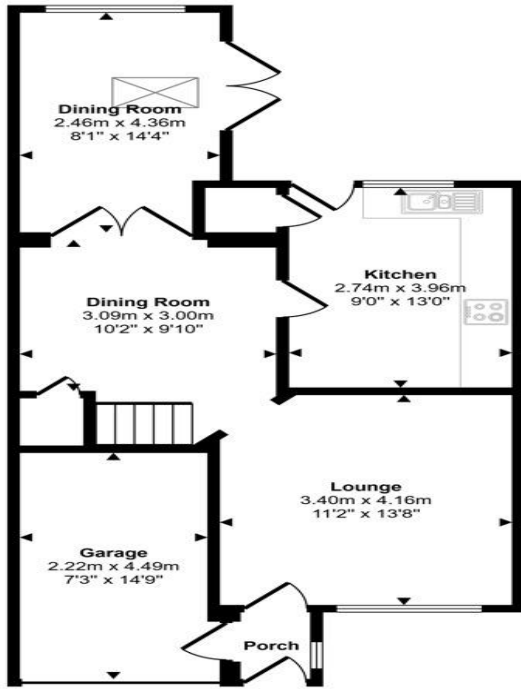 Dining Room
2.46m x 4.36m
8'1" x 14'4"
Kitchen
2.74m x 3.96m
9'0" x 13'0"
Dining Room
3.09m x 3.00m
10'2" x 9'10"
Lounge
3.40m x 4.16m
11'2" x 13'8"
Garage
2.22m x 4.49m
7'3" x 14'9"
Porch